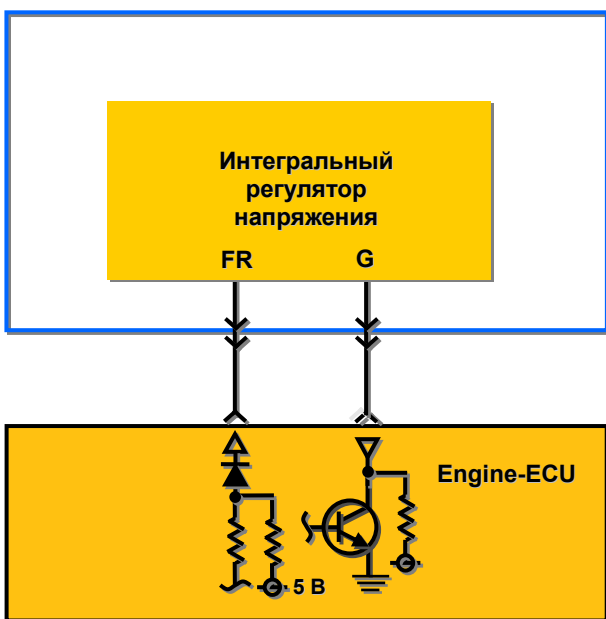 Интегральный
регулятор
напряжения
FR G
Engine-ECU
5 В